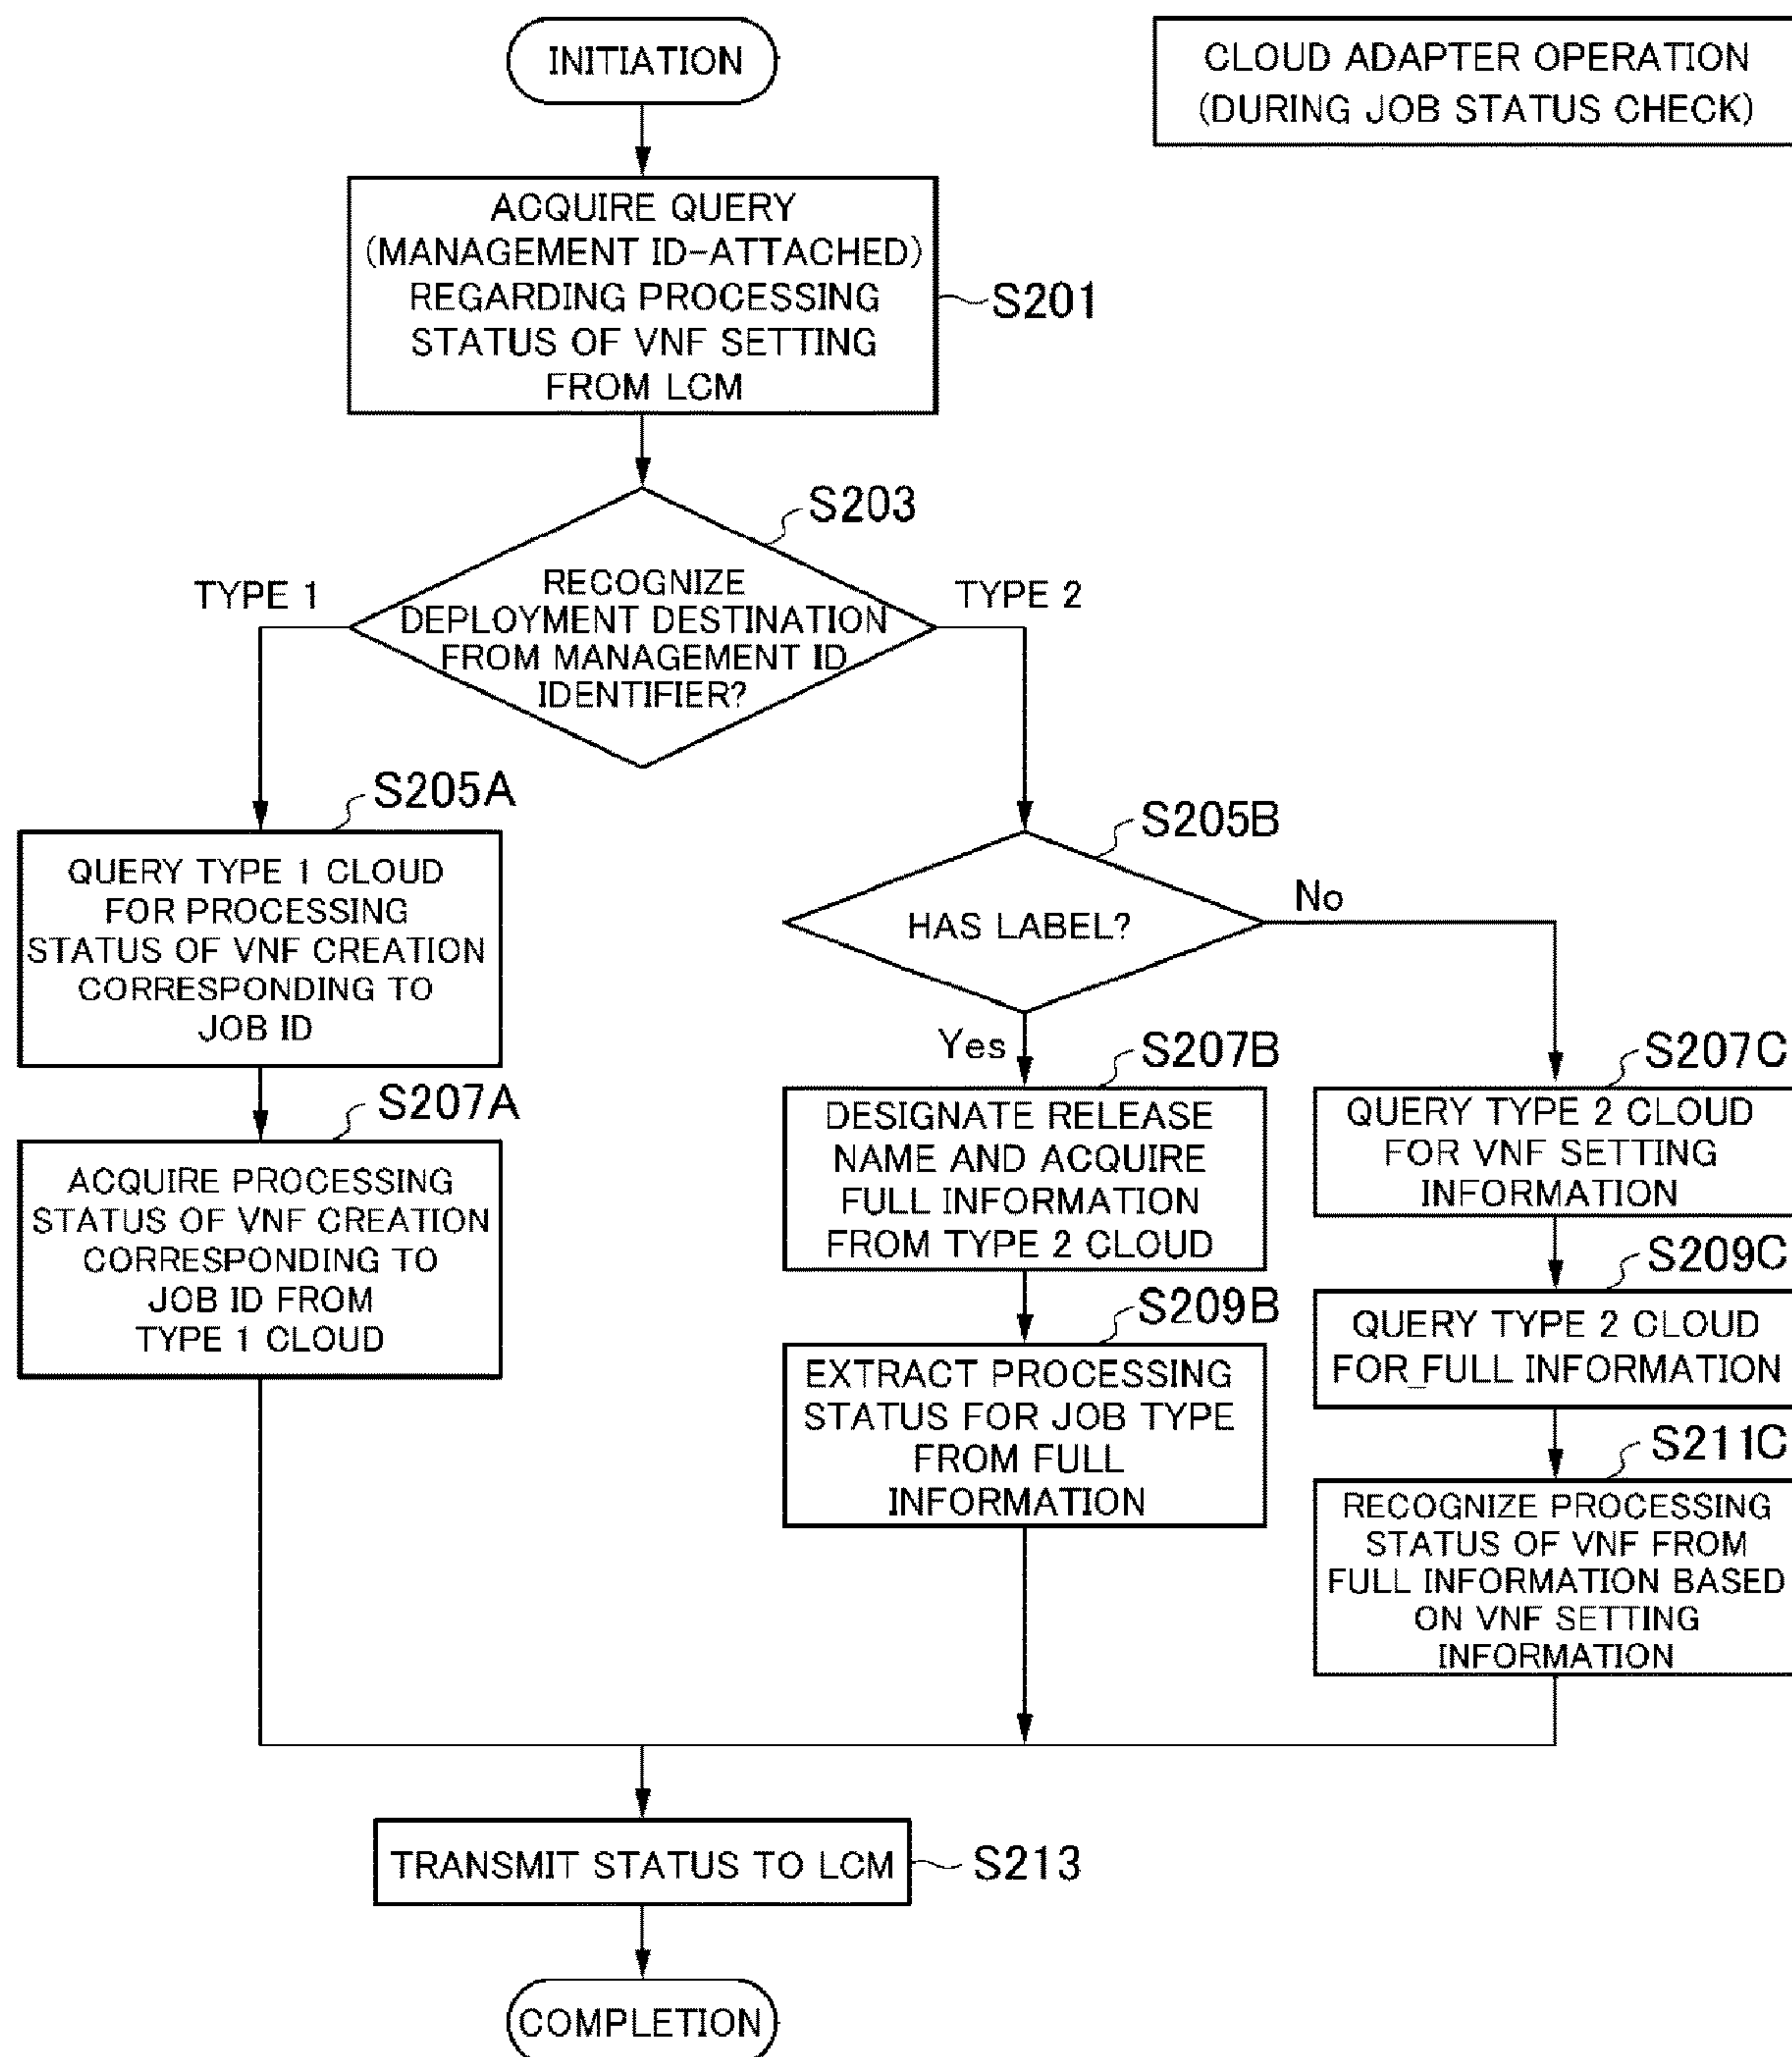 INITIATION
CLOUD ADAPTER OPERATION
(DURING JOB STATUS CHECK)
ACQUIRE QUERY
(MANAGEMENT ID-ATTACHED)
REGARDING PROCESSING
STATUS OF VNF SETTING
FROM LCM
S201
S203
RECOGNIZE
DEPLOYMENT DESTINATION
FROM MANAGEMENT ID
IDENTIFIER?
TYPE 1
TYPE 2
S205A
QUERY TYPE 1 CLOUD
FOR PROCESSING
STATUS OF VNF CREATION
CORRESPONDING TO
JOB ID
S207A
ACQUIRE PROCESSING
STATUS OF VNF CREATION
CORRESPONDING TO
JOB ID FROM
TYPE 1 CLOUD
S205B
HAS LABEL?
No
Yes
S207B
DESIGNATE RELEASE
NAME AND ACQUIRE
FULL INFORMATION
FROM TYPE 2 CLOUD
S209B
EXTRACT PROCESSING
STATUS FOR JOB TYPE
FROM FULL
INFORMATION
S207C
QUERY TYPE 2 CLOUD
FOR VNF SETTING
INFORMATION
S209C
QUERY TYPE 2 CLOUD
FOR_FULL INFORMATION
S211C
RECOGNIZE PROCESSING
STATUS OF VNF FROM
FULL INFORMATION BASED
ON VNF SETTING
INFORMATION
TRANSMIT STATUS TO LCM
S213
COMPLETION